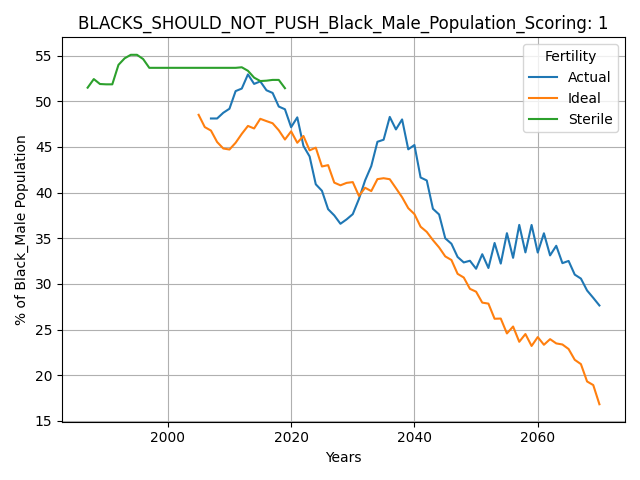 BLACKS_SHOULD_NOT_PUSH_Black_Male_Population_Scoring: 1
Fertility
Actual
Ideal
Sterile
% of Black_Male Population
55
50
45
40
35
30
25
20
15
2000 2020 2040 2060
Years